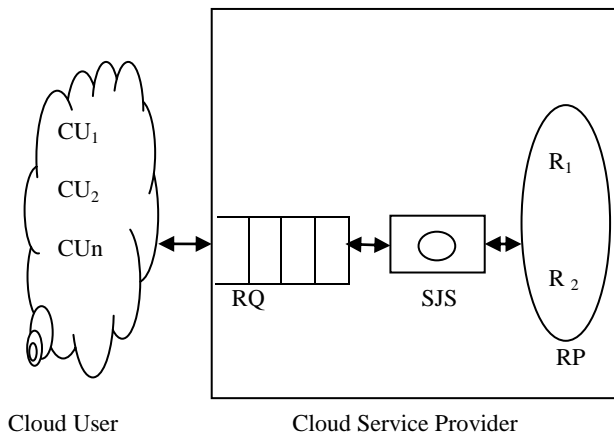 CU1
CU2
CUn
R1
R 2
RQ
SJS
RP
Cloud User
Cloud Service Provider